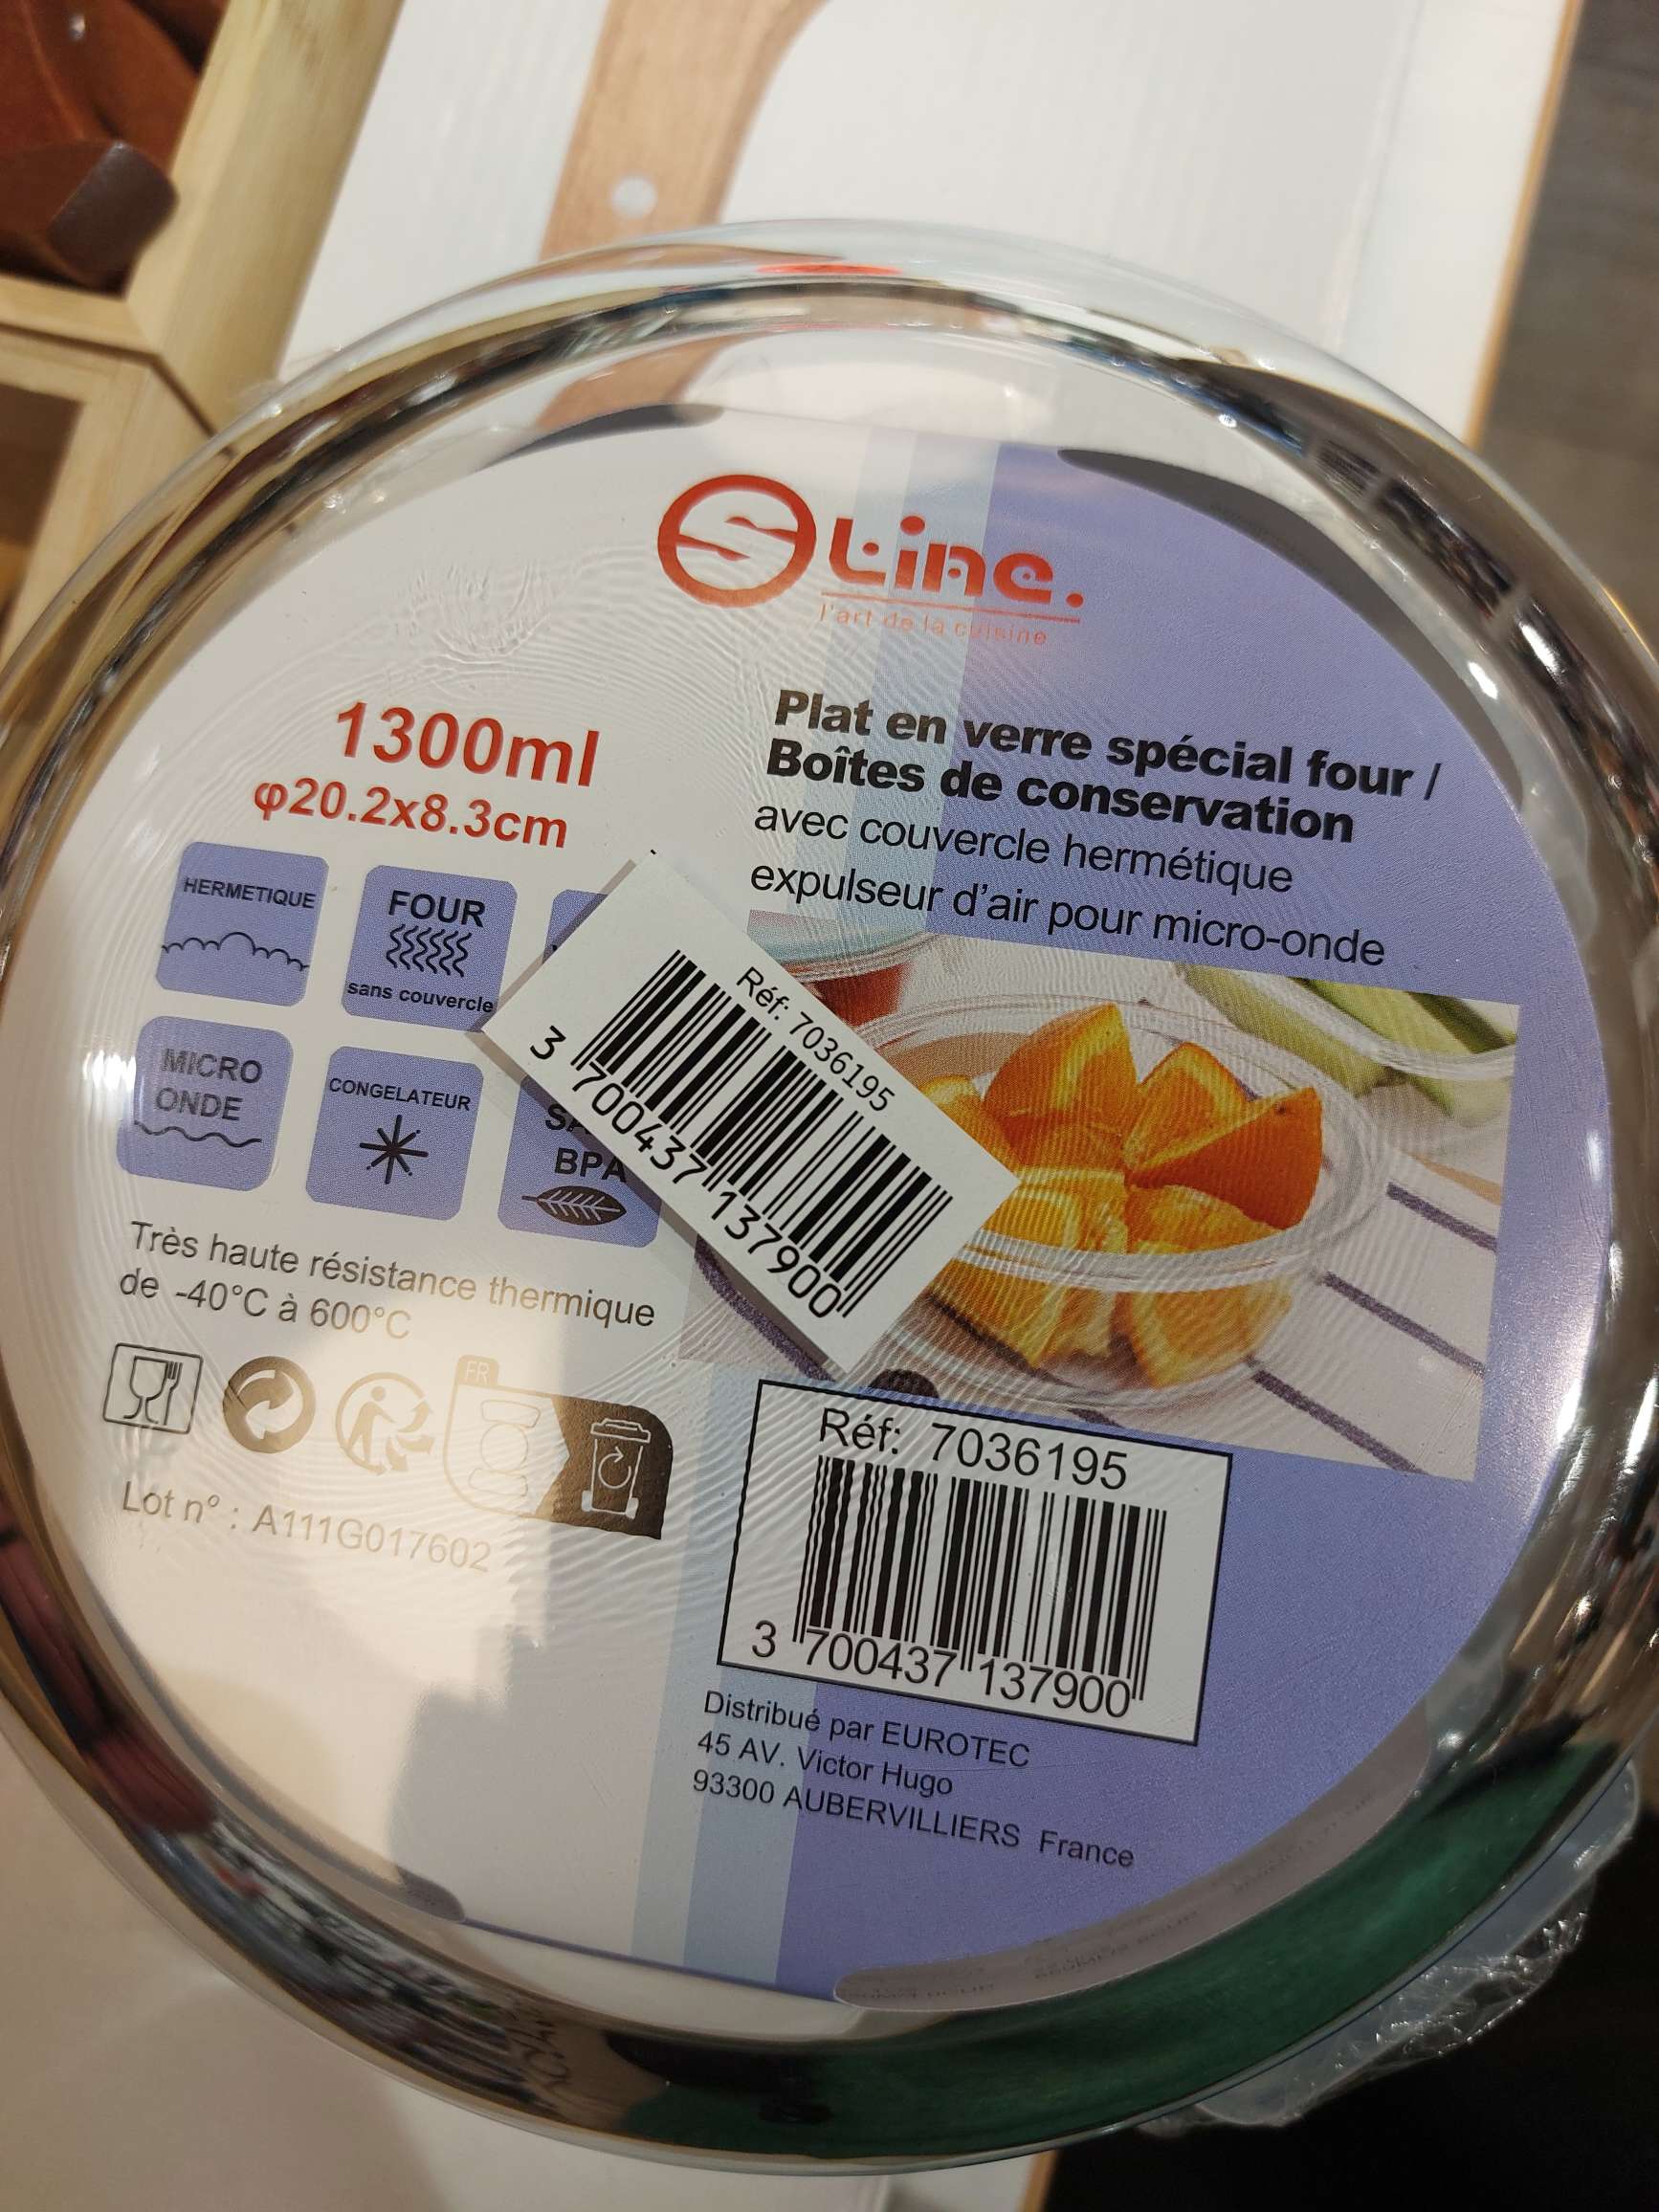 S Line.
l'art de la cuisine
1300ml
φ20.2x8.3cm
Plat en verre spécial four /
Boîtes de conservation
avec couvercle hermétique
expulseur d'air pour micro-onde
HERMETIQUE
FOUR
sans couvercle
MICRO
ONDE
CONGELATEUR
BPA
Réf: 7036195
3 700437 137900
Très haute résistance thermique
de -40°C à 600°C
FR
Lot n° : A111G017602
Réf: 7036195
3 700437 137900
Distribué par EUROTEC
45 AV. Victor Hugo
93300 AUBERVILLIERS France